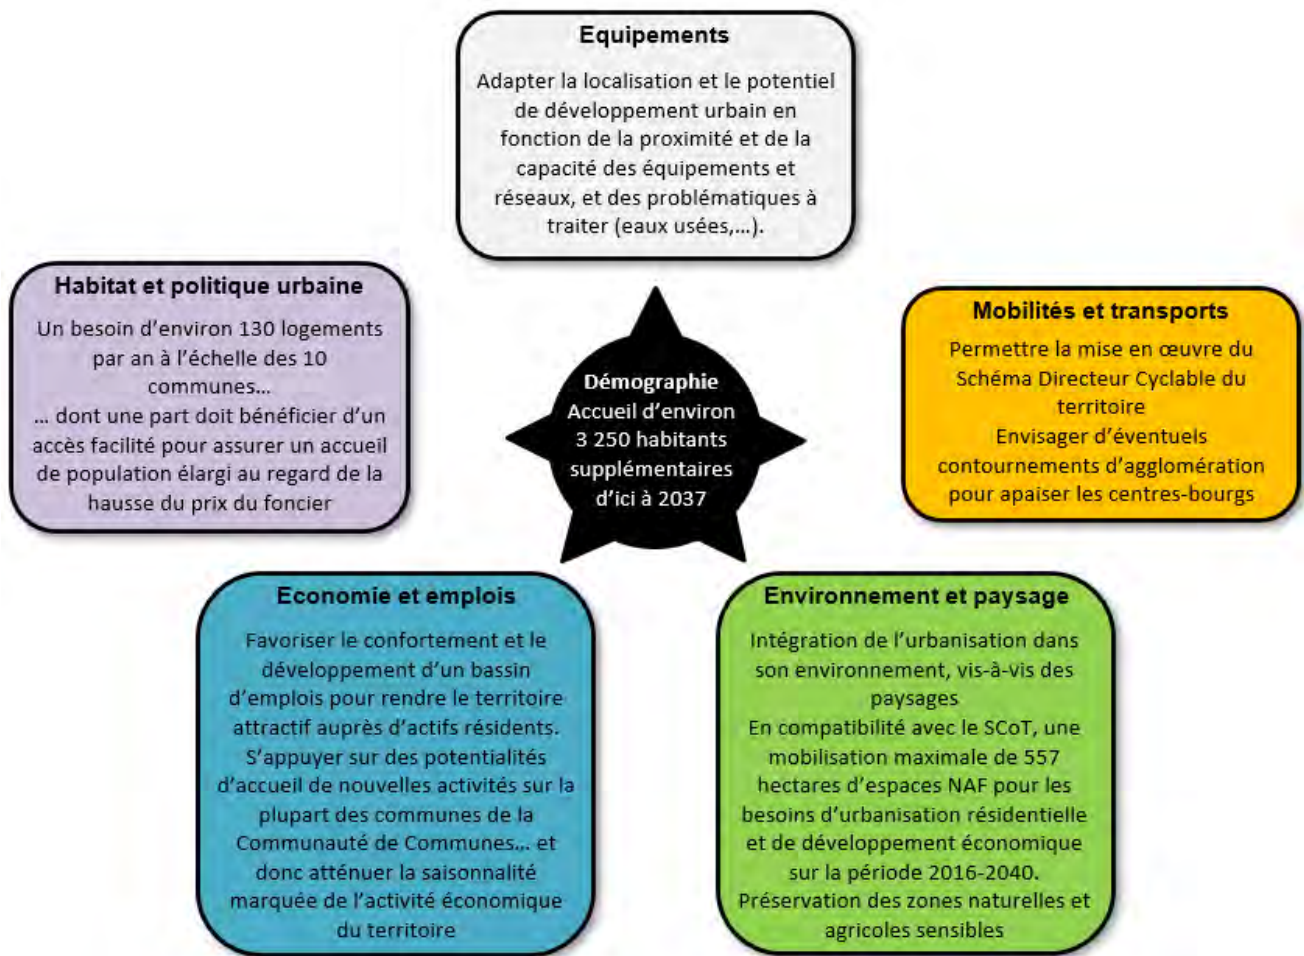 Equipements
Adapter la localisation et le potentiel
de développement urbain en
fonction de la proximité et de la
capacité des équipements et
réseaux, et des problématiques à
traiter (eaux usées,...).
Habitat et politique urbaine
Un besoin d'environ 130 logements
par an à l'échelle des 10
communes...
... dont une part doit bénéficier d'un
accès facilité pour assurer un accueil
de population élargi au regard de la
hausse du prix du foncier
Démographie
Accueil d'environ
3 250 habitants
supplémentaires
d'ici à 2037
Mobilités et transports
Permettre la mise en œuvre du
Schéma Directeur Cyclable du
territoire
Envisager d'éventuels
contournements d'agglomération
pour apaiser les centres-bourgs
Economie et emplois
Favoriser le confortement et le
développement d'un bassin
d'emplois pour rendre le territoire
attractif auprès d'actifs résidents.
S'appuyer sur des potentialités
d'accueil de nouvelles activités sur la
plupart des communes de la
Communauté de Communes... et
donc atténuer la saisonnalité
marquée de l'activité économique
du territoire
Environnement et paysage
Intégration de l'urbanisation dans
son environnement, vis-à-vis des
paysages
En compatibilité avec le SCoT, une
mobilisation maximale de 557
hectares d'espaces NAF pour les
besoins d'urbanisation résidentielle
et de développement économique
sur la période 2016-2040.
Préservation des zones naturelles et
agricoles sensibles